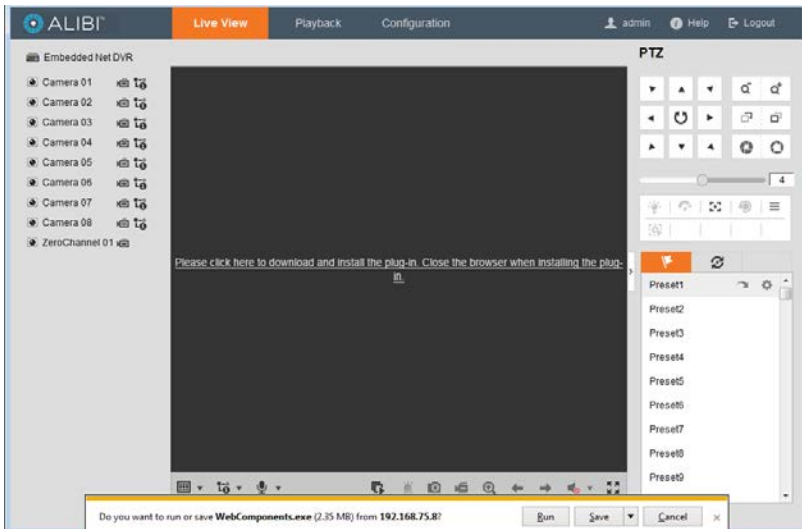 ALIBI™
Live View
Playback
Configuration
admin
Help
Logout
Embedded Net DVR
Camera 01
Camera 02
Camera 03
Camera 04
Camera 05
Camera 06
Camera 07
Camera 08
ZeroChannel 01
Please click here to download and install the plug-in. Close the browser when installing the plug-
in.
PTZ
4
Preset1
Preset2
Preset3
Preset4
Preset5
Preset6
Preset7
Preset8
Preset9
Do you want to run or save WebComponents.exe (2.35 MB) from 192.168.75.8?
Run
Save
Cancel